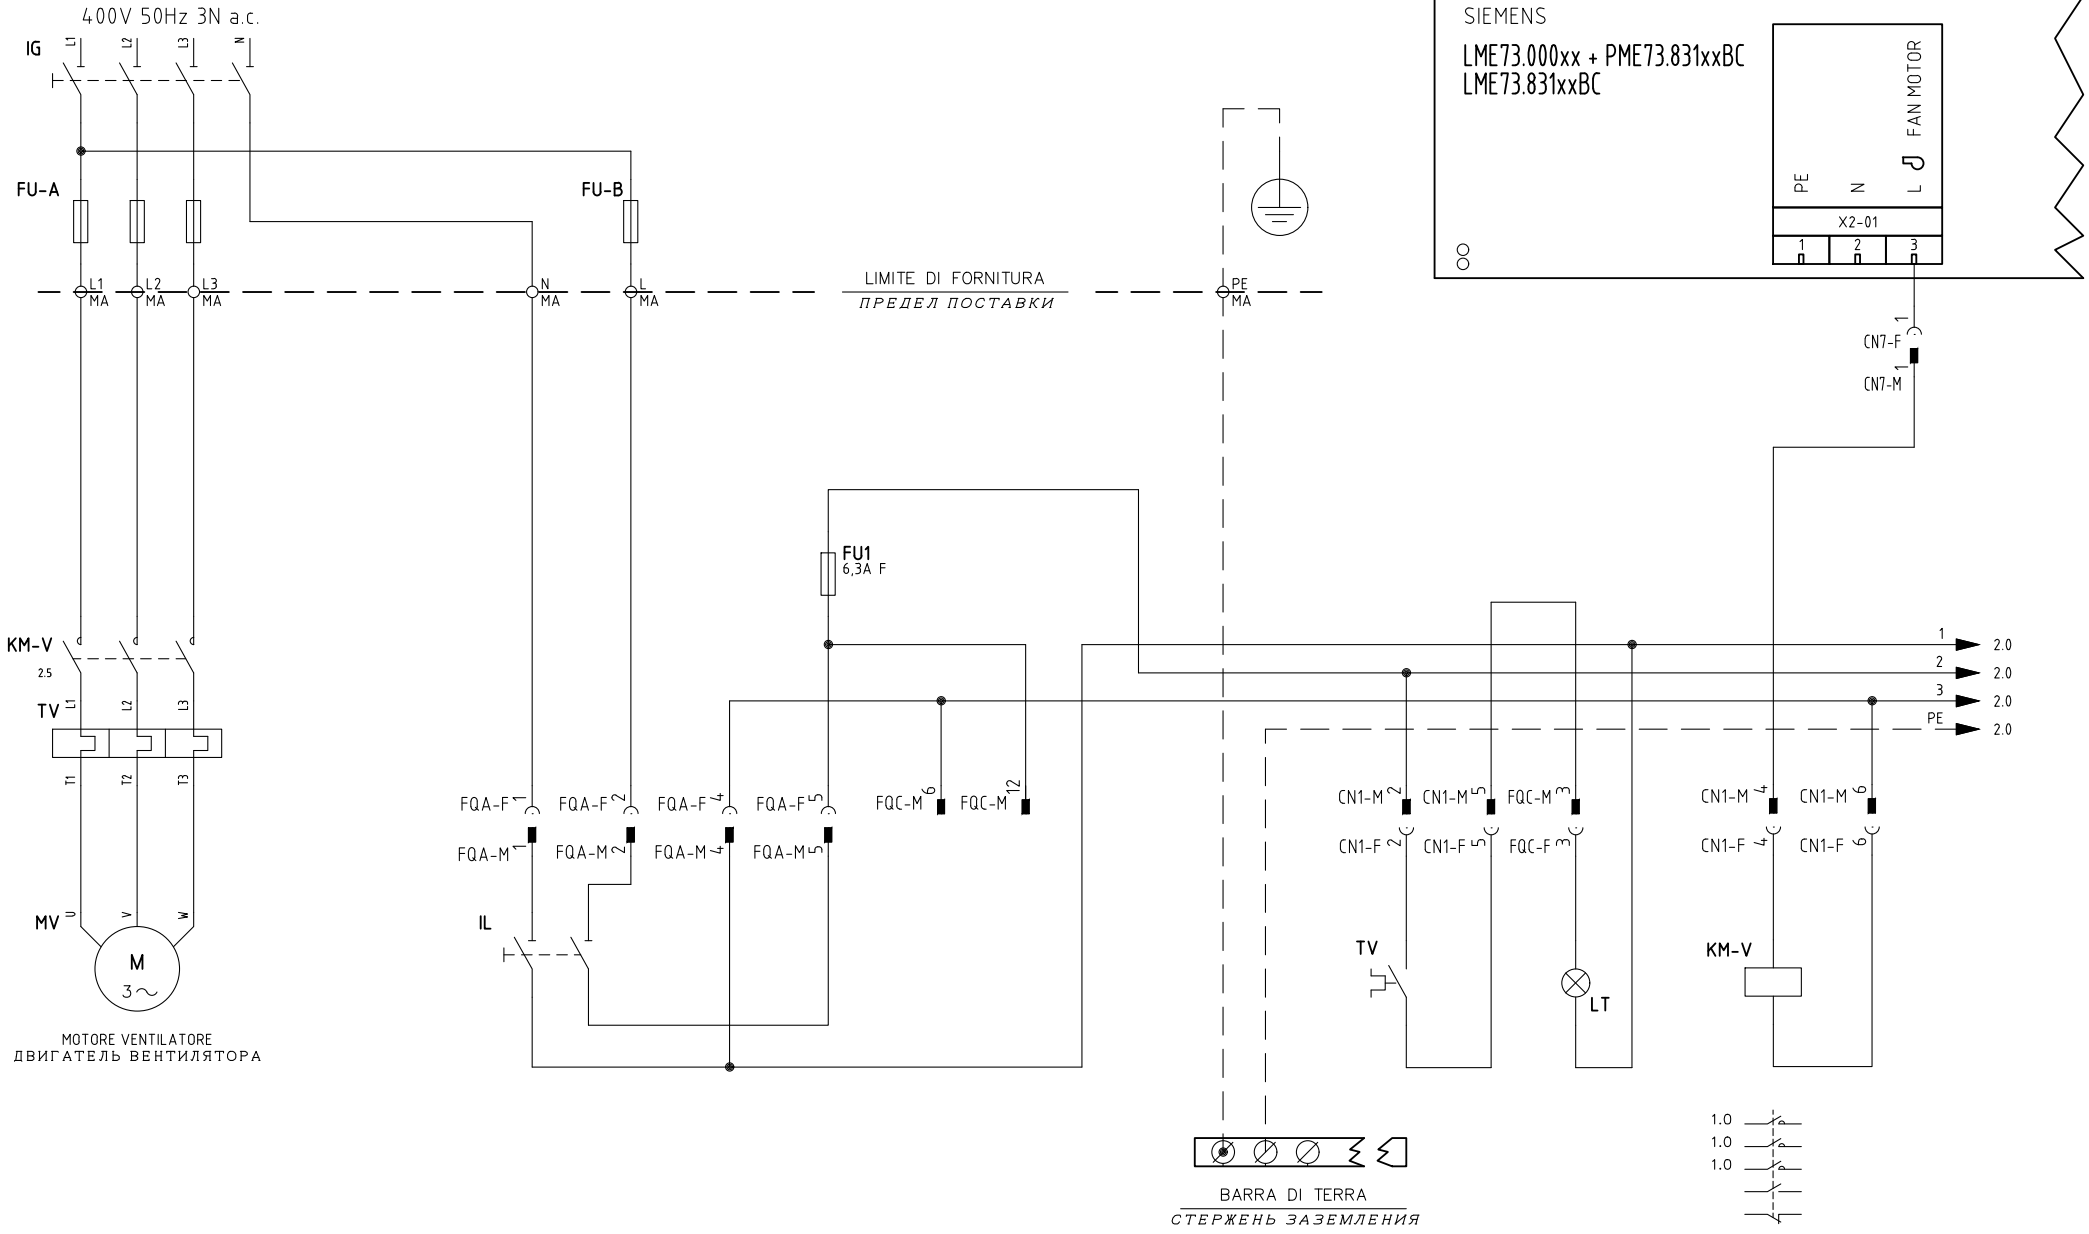 400V 50Hz 3N a.c.
IG
L1
L2
L3
N
SIEMENS
LME73.000xx + PME73.831xxBC
LME73.831xxBC
PE
N
L
FAN MOTOR
X2-01
1
2
3
FU-A
FU-B
L1
MA
L2
MA
L3
MA
N
MA
L
MA
LIMITE DI FORNITURA
ПРЕДЕЛ ПОСТАВКИ
PE
MA
1
CN7-F
1
CN7-M
FU1
6,3A F
KM-V
2.5
TV
L1
L2
L3
T1
T2
T3
1
2.0
2
2.0
3
2.0
PE
2.0
FQA-F 1
FQA-F 2
FQA-F 4
FQA-F 5
FQC-M 6
FQC-M 12
CN1-M 2
CN1-M 5
FQC-M 3
CN1-M 4
CN1-M 6
FQA-M 1
FQA-M 2
FQA-M 4
FQA-M 5
CN1-F 2
CN1-F 5
FQC-F 3
CN1-F 4
CN1-F 6
MV
U
V
W
M
3
MOTORE VENTILATORE
ДВИГАТЕЛЬ ВЕНТИЛЯТОРА
IL
TV
LT
KM-V
1.0
1.0
1.0
BARRA DI TERRA
СТЕРЖЕНЬ ЗАЗЕМЛЕНИЯ